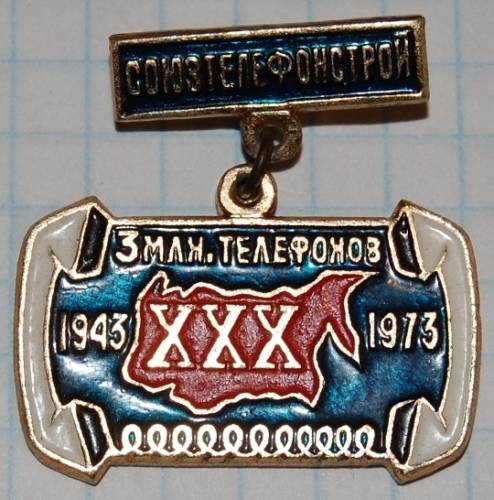 СОЮЗТЕЛЕФОНСТРОЙ
3 МЛН. ТЕЛЕФОНОВ
1943 XXX 1973